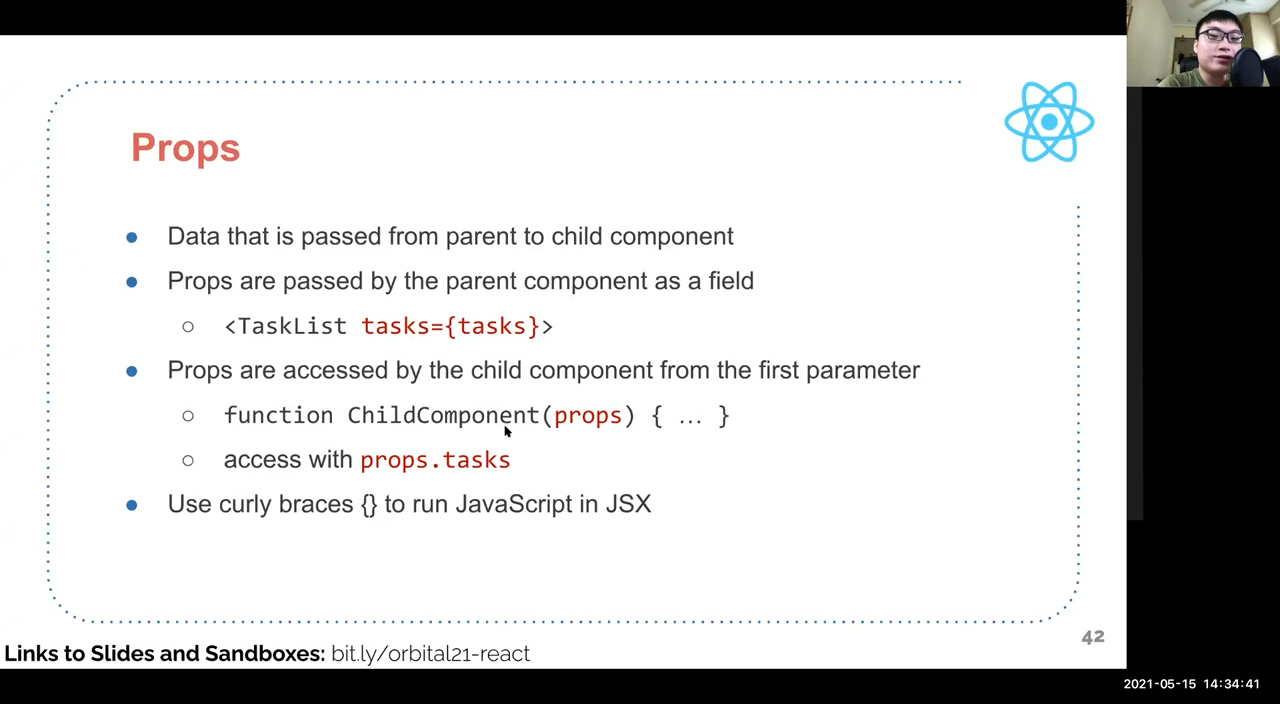 Props
● Data that is passed from parent to child component
● Props are passed by the parent component as a field
○ <TaskList tasks={tasks}>
● Props are accessed by the child component from the first parameter
○ function ChildComponent(props) { … }
○ access with props.tasks
● Use curly braces {} to run JavaScript in JSX
42
Links to Slides and Sandboxes: bit.ly/orbital21-react
2021-05-15 14:34:41